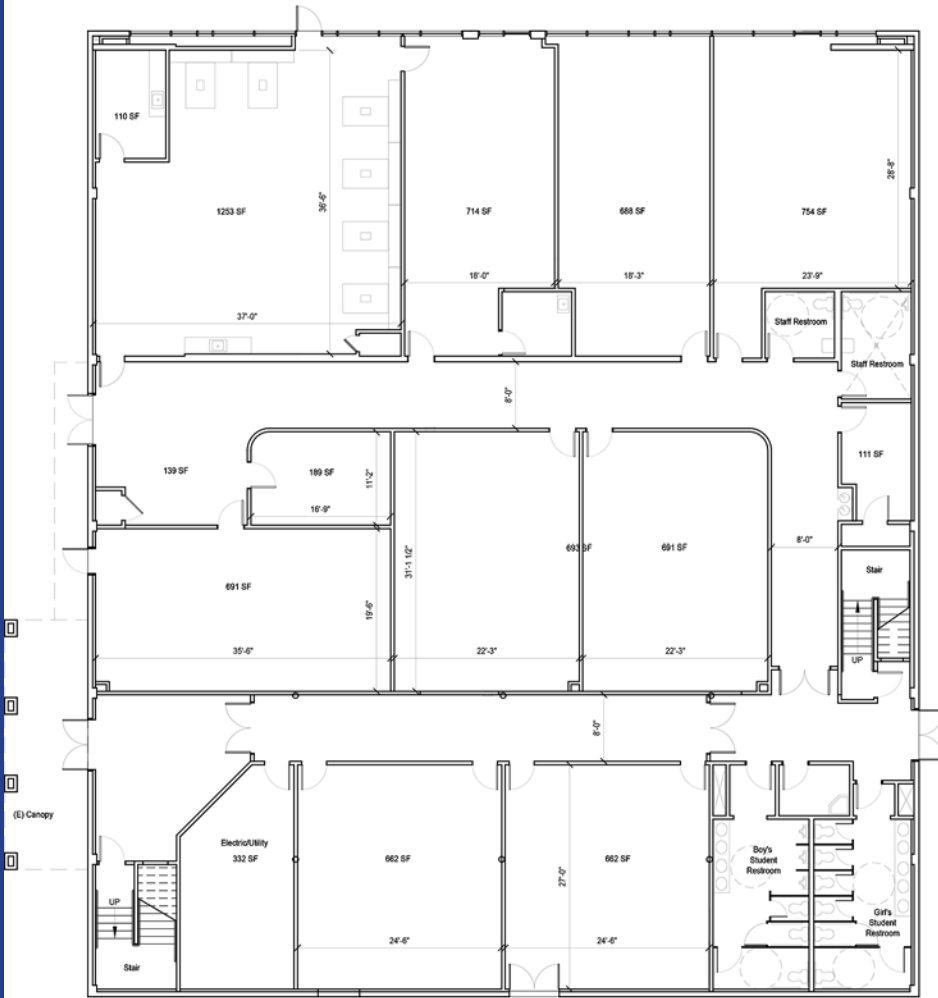 110 SF
1253 SF
36'-6"
714 SF
688 SF
754 SF
28'-8"
18'-0"
18'-3"
23'-9"
37'-0"
Staff Restroom
Staff Restroom
8'-0"
139 SF
189 SF
11'-2"
16'-9"
111 SF
31'-1 1/2"
693 SF
691 SF
8'-0"
691 SF
19'-6"
Stair
35'-6"
22'-3"
22'-3"
UP
8'-0"
(E) Canopy
Electric/Utility
332 SF
662 SF
662 SF
27'-0"
Boy's
Student
Restroom
UP
Girl's
Student
Restroom
24'-6"
24'-6"
Stair